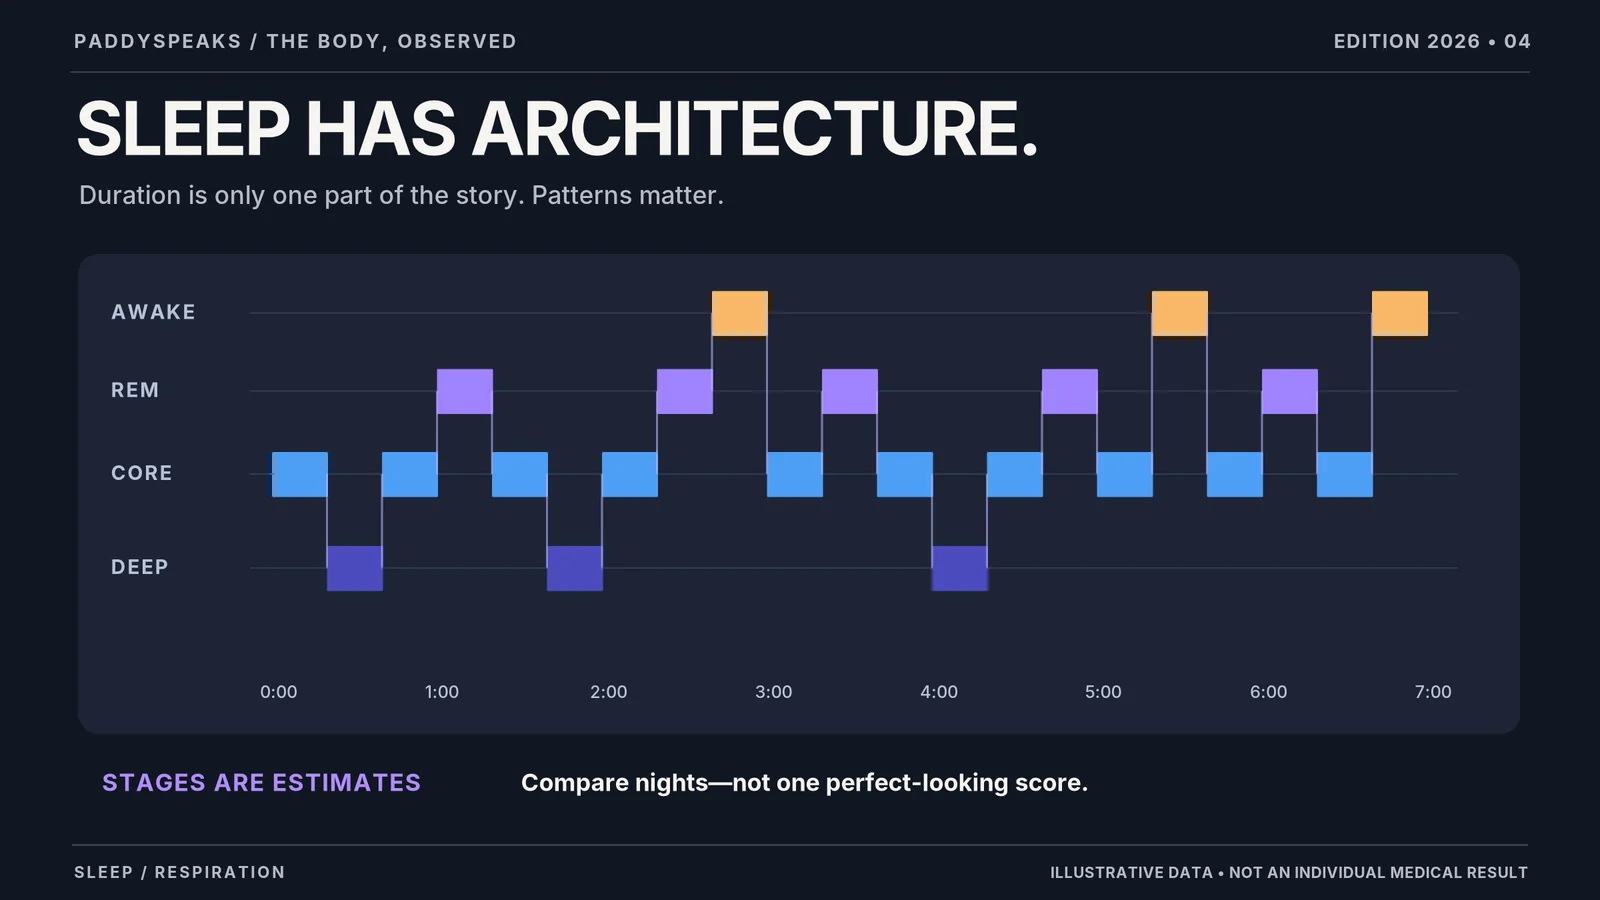 PADDYSPEAKS / THE BODY, OBSERVED
EDITION 2026 • 04
SLEEP HAS ARCHITECTURE.
Duration is only one part of the story. Patterns matter.
AWAKE
REM
CORE
DEEP
0:00 1:00 2:00 3:00 4:00 5:00 6:00 7:00
STAGES ARE ESTIMATES
Compare nights—not one perfect-looking score.
SLEEP / RESPIRATION
ILLUSTRATIVE DATA • NOT AN INDIVIDUAL MEDICAL RESULT